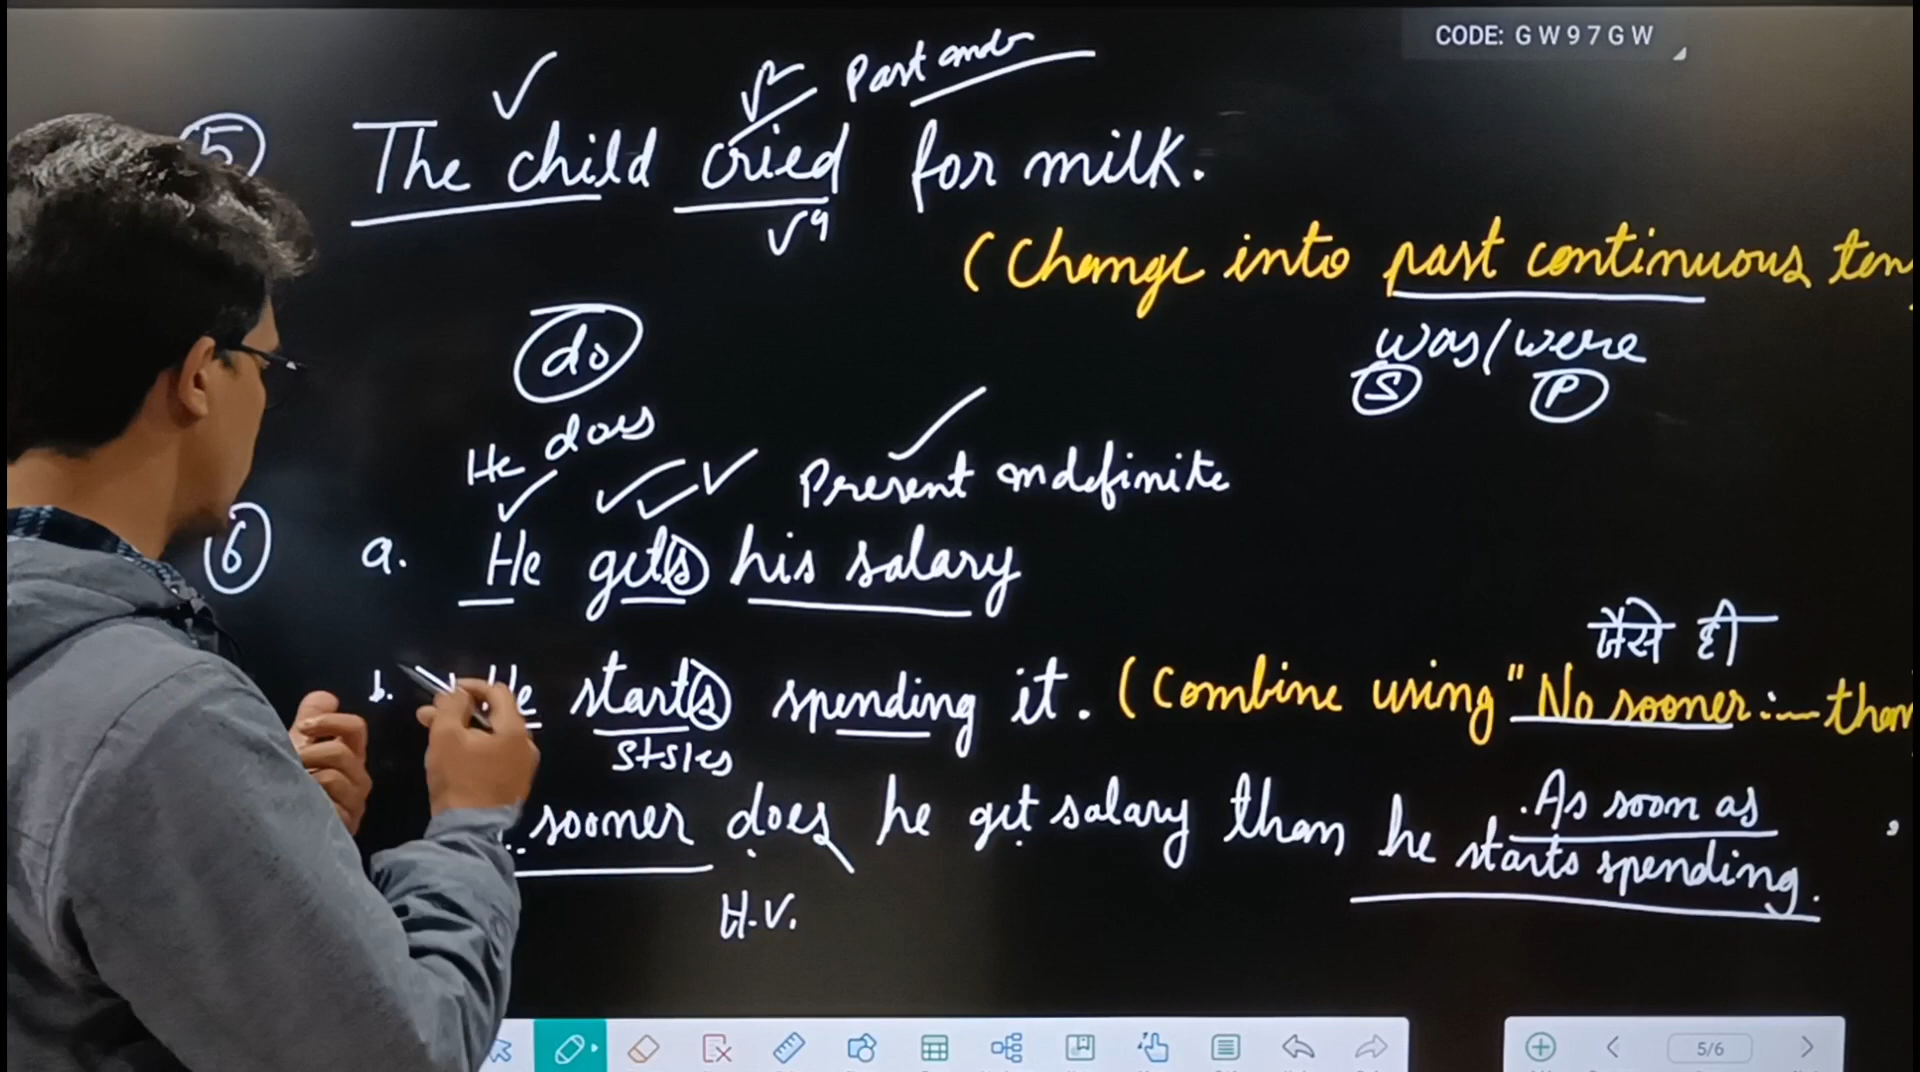 CODE: GW97GW
Past
5 The child cried for milk.
(Change into past continuous
do
was/were
S P
He does
Present indefinite
6 a. He gets his salary
जैसे ही
b. He starts spending it. (Combine using "No sooner :—than
S+s/es
As soon as
sooner does he get salary than he starts spending.
H.V.
5/6